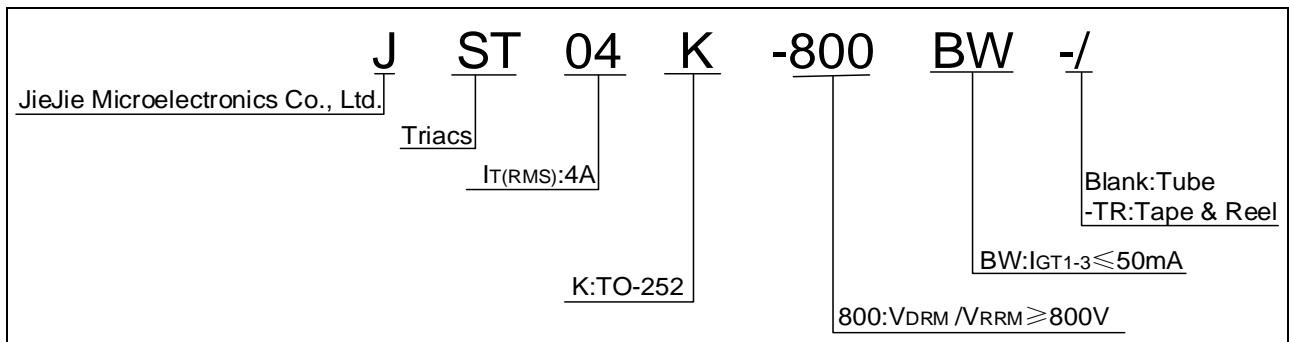 J ST 04 K -800 BW -/
JieJie Microelectronics Co., Ltd.
Triacs
IT(RMS):4A
Blank:Tube
-TR:Tape & Reel
BW:IGT1-3≤50mA
K:TO-252
800:VDRM /VRRM≥800V